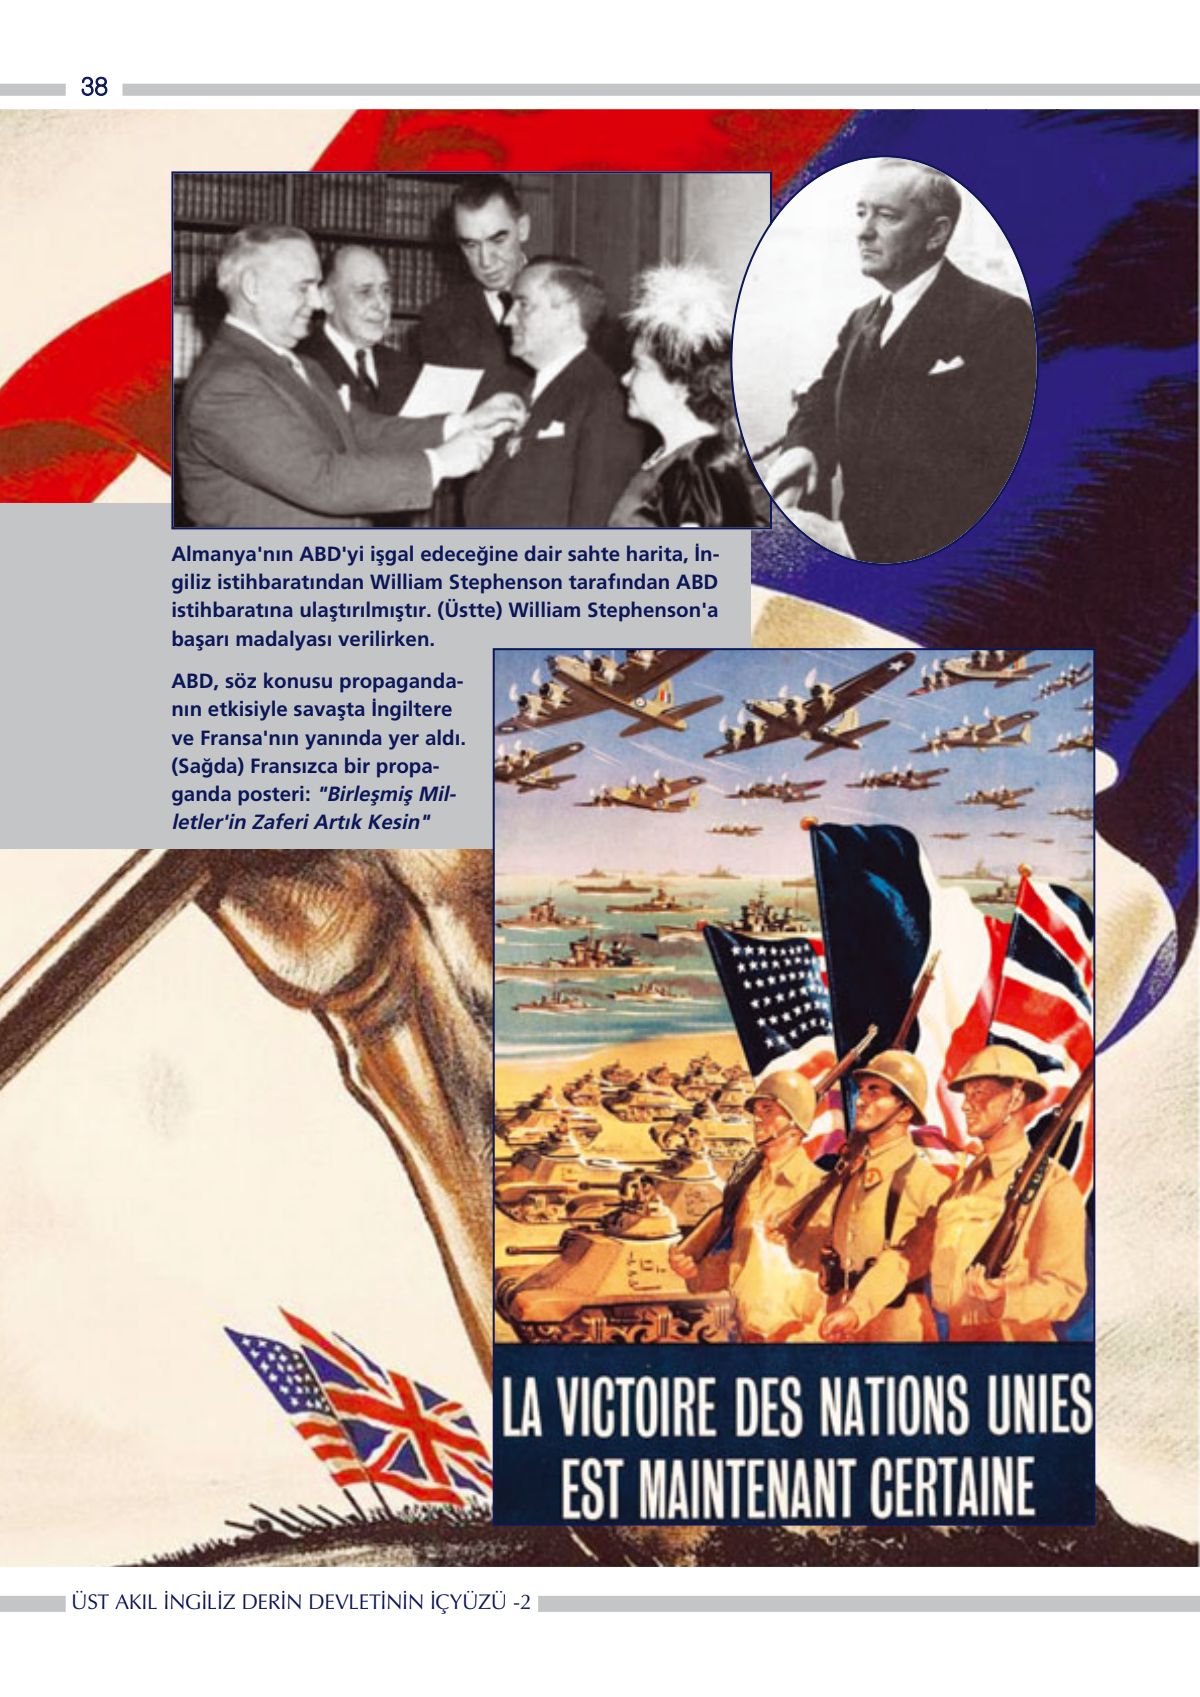 38
Almanya'nın ABD'yi işgal edeceğine dair sahte harita, İn-
giliz istihbaratından William Stephenson tarafından ABD
istihbaratına ulaştırılmıştır. (Üstte) William Stephenson'a
başarı madalyası verilirken.
ABD, söz konusu propaganda-
nın etkisiyle savaşta İngiltere
ve Fransa'nın yanında yer aldı.
(Sağda) Fransızca bir propa-
ganda posteri: "Birleşmiş Mil-
letler'in Zaferi Artık Kesin"
LA VICTOIRE DES NATIONS UNIES
EST MAINTENANT CERTAINE
ÜST AKIL İNGİLİZ DERİN DEVLETİNİN İÇYÜZÜ -2